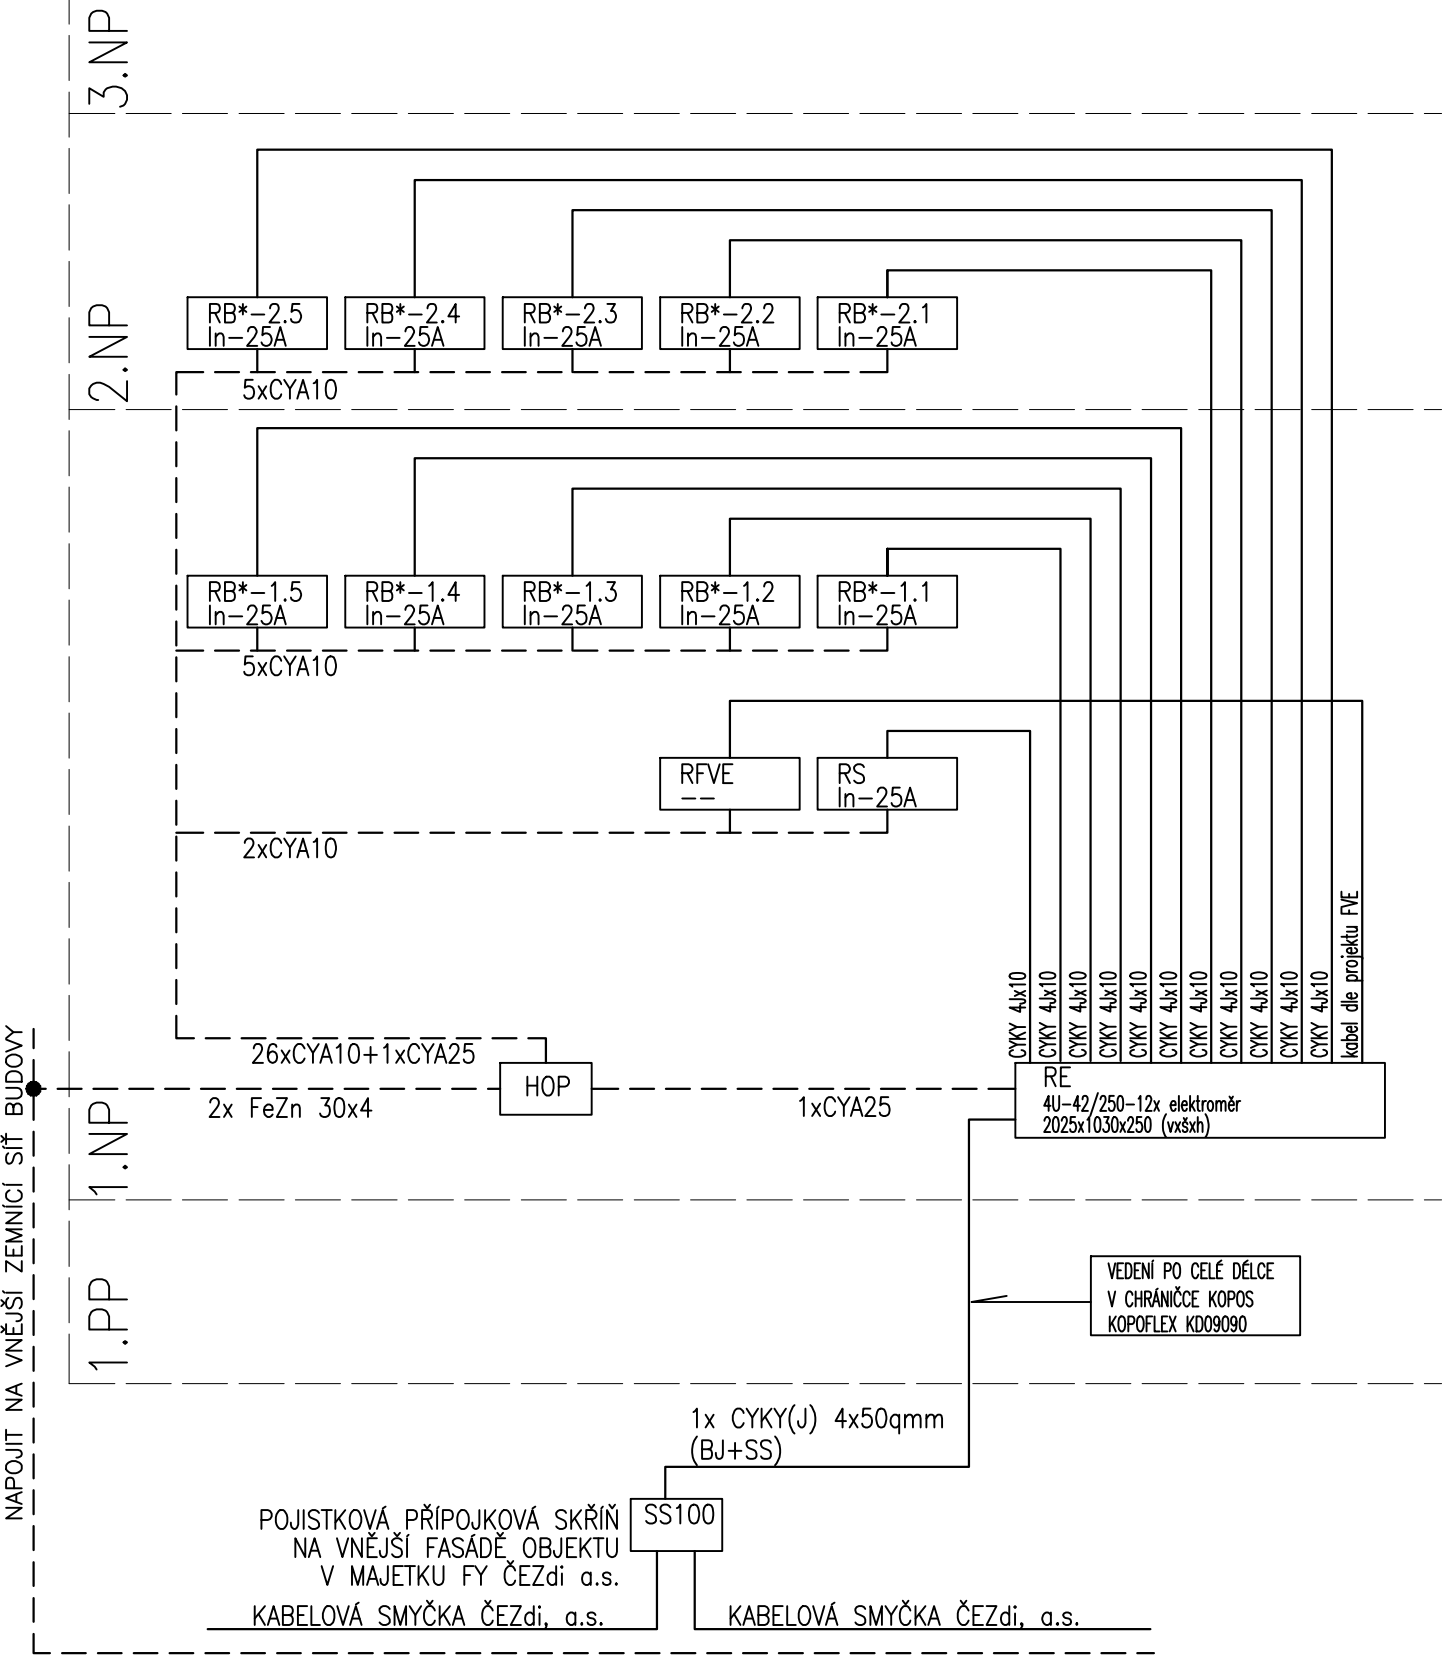 3.NP
2.NP
RB*-2.5
In-25A
RB*-2.4
In-25A
RB*-2.3
In-25A
RB*-2.2
In-25A
RB*-2.1
In-25A
5xCYA10
RB*-1.5
In-25A
RB*-1.4
In-25A
RB*-1.3
In-25A
RB*-1.2
In-25A
RB*-1.1
In-25A
5xCYA10
RFVE
--
RS
In-25A
2xCYA10
CYKY 4Jx10
CYKY 4Jx10
CYKY 4Jx10
CYKY 4Jx10
CYKY 4Jx10
CYKY 4Jx10
CYKY 4Jx10
CYKY 4Jx10
CYKY 4Jx10
CYKY 4Jx10
CYKY 4Jx10
kabel dle projektu FVE
26xCYA10+1xCYA25
HOP
2x FeZn 30x4
1xCYA25
RE
4U-42/250-12x elektroměr
2025x1030x250 (vxšxh)
1.NP
NAPOJIT NA VNĚJŠÍ ZEMNÍCÍ SÍŤ BUDOVY
1.PP
VEDENÍ PO CELÉ DÉLCE
V CHRÁNIČCE KOPOS
KOPOFLEX KD09090
1x CYKY(J) 4x50qmm
(BJ+SS)
SS100
POJISTKOVÁ PŘÍPOJKOVÁ SKŘÍŇ
NA VNĚJŠÍ FASÁDĚ OBJEKTU
V MAJETKU FY ČEZdi a.s.
KABELOVÁ SMYČKA ČEZdi, a.s.
KABELOVÁ SMYČKA ČEZdi, a.s.